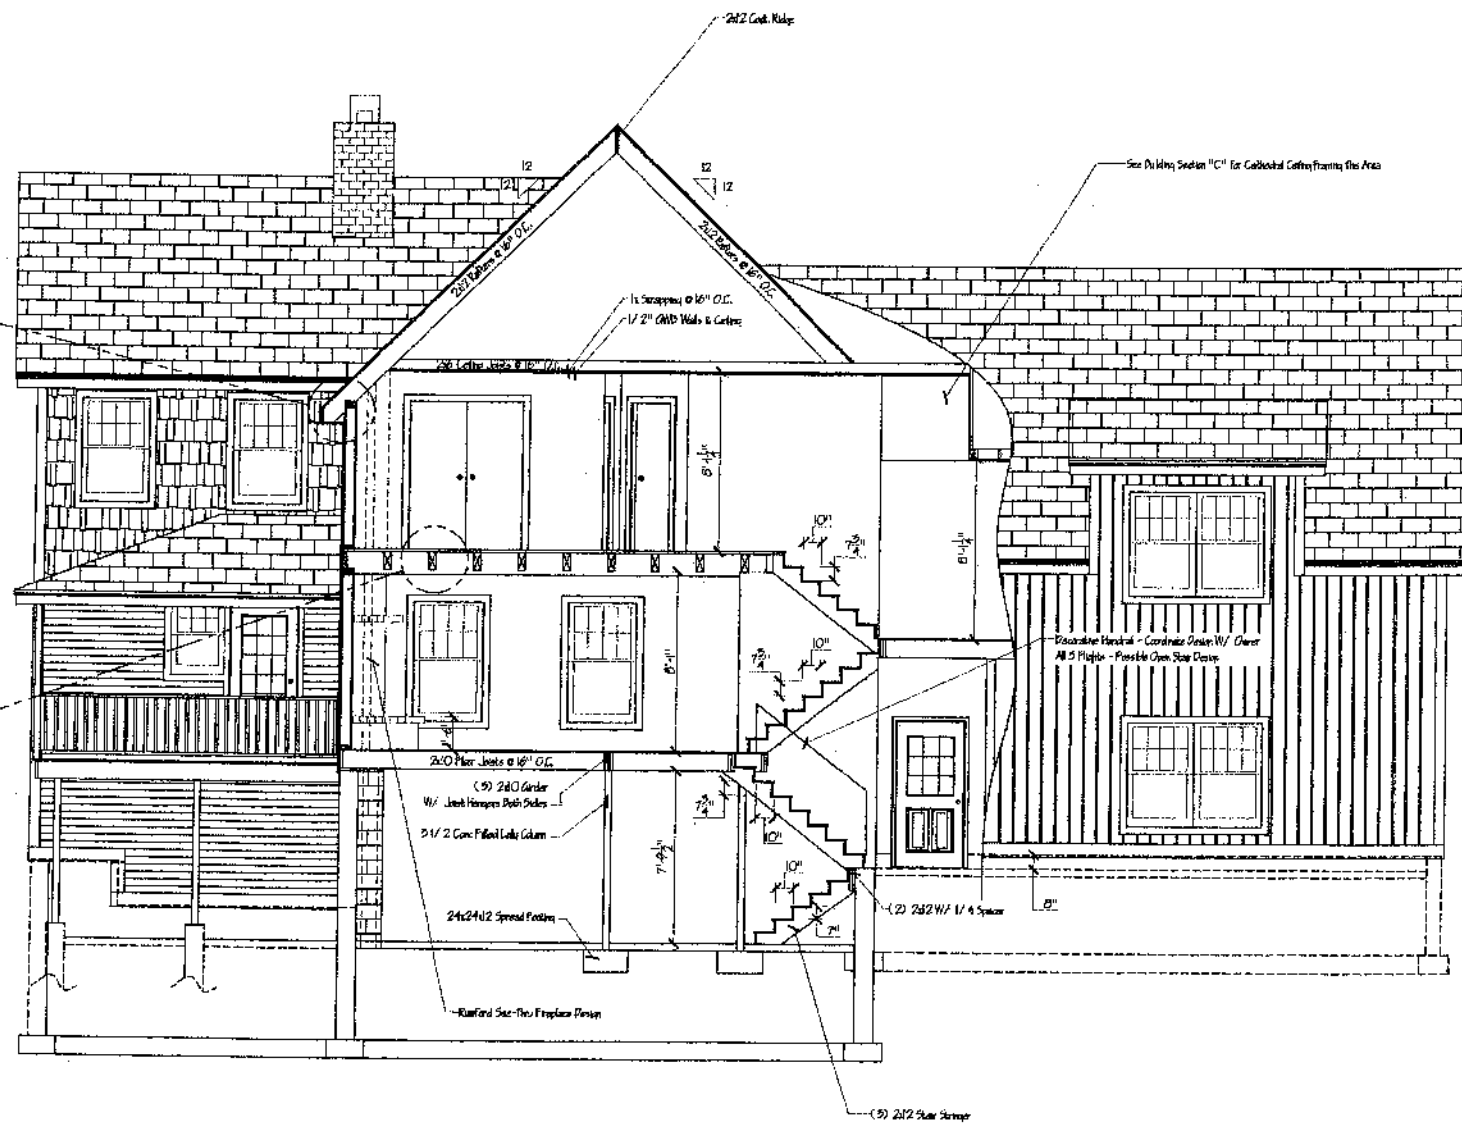 2x12 Cont. Ridge
12
12
12
12
See Building Section "C" For Cathedral Ceiling Framing This Area
2x12 Rafters @ 16" O.C.
2x12 Rafters @ 16" O.C.
1x Strapping @ 16" O.C.
1/2" GWB Walls & Ceiling
2x8 Ceiling Joists @ 16" O.C.
8'-1 1/2"
10"
7 3/4"
8'-1 1/2"
Decorative Handrail - Coordinate Design W/ Owner
All 3 Flights - Possible Open Stair Design
7 3/4"
10"
8'-1"
2x10 Floor Joists @ 16" O.C.
(3) 2x10 Girder
W/ Joist Hangers Both Sides
3 1/2 Conc Filled Lally Column
7 3/4"
10"
10"
24x24x12 Spread Footing
7"
(2) 2x12 W/ 1/4 Spacer
8"
Rumford See-Thru Fireplace Design
(3) 2x12 Stair Stringer